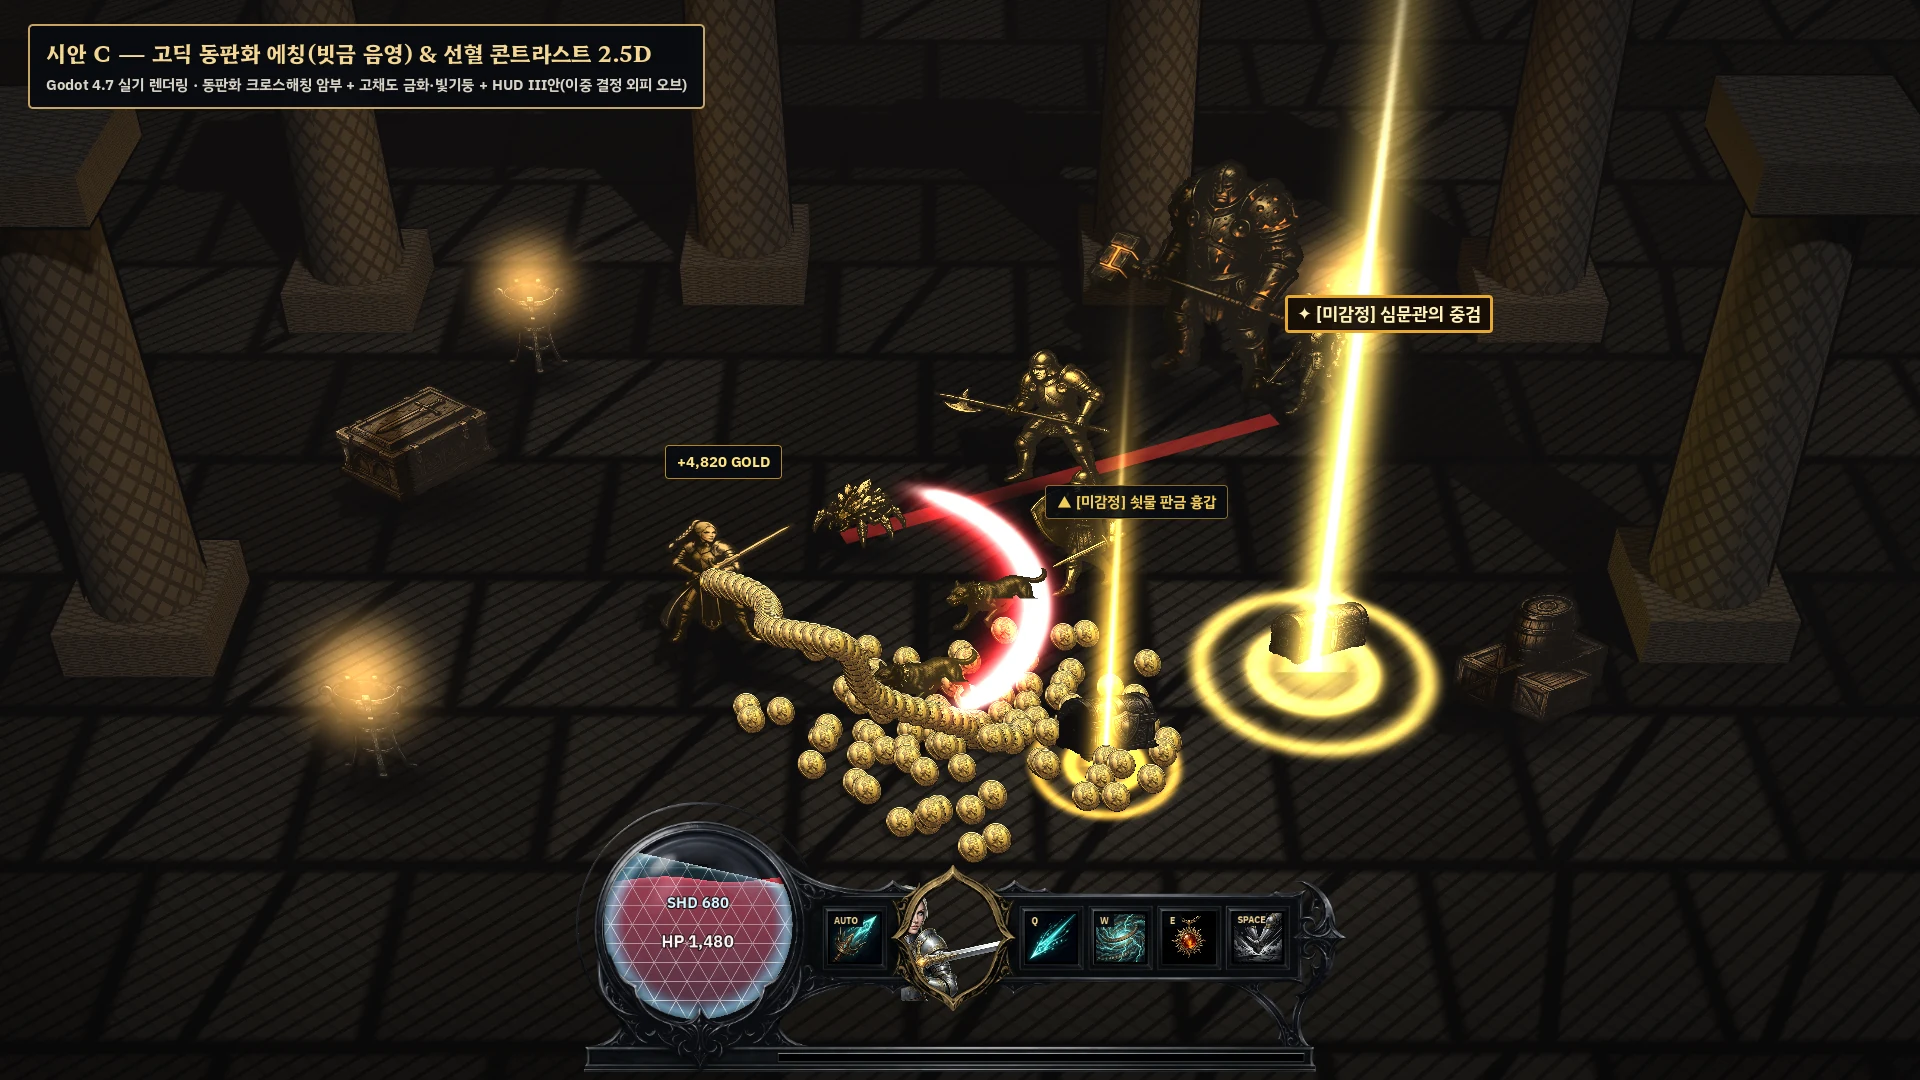 시안 C — 고딕 동판화 에칭(빗금 음영) & 선혈 콘트라스트 2.5D
Godot 4.7 실기 렌더링 · 동판화 크로스해칭 암부 + 고채도 금화·빛기둥 + HUD III안(이중 결정 외피 오브)
✦ [미감정] 심문관의 중검
+4,820 GOLD
▲ [미감정] 쇳물 판금 흉갑
SHD 680
HP 1,480
AUTO
Q
W
E
SPACE